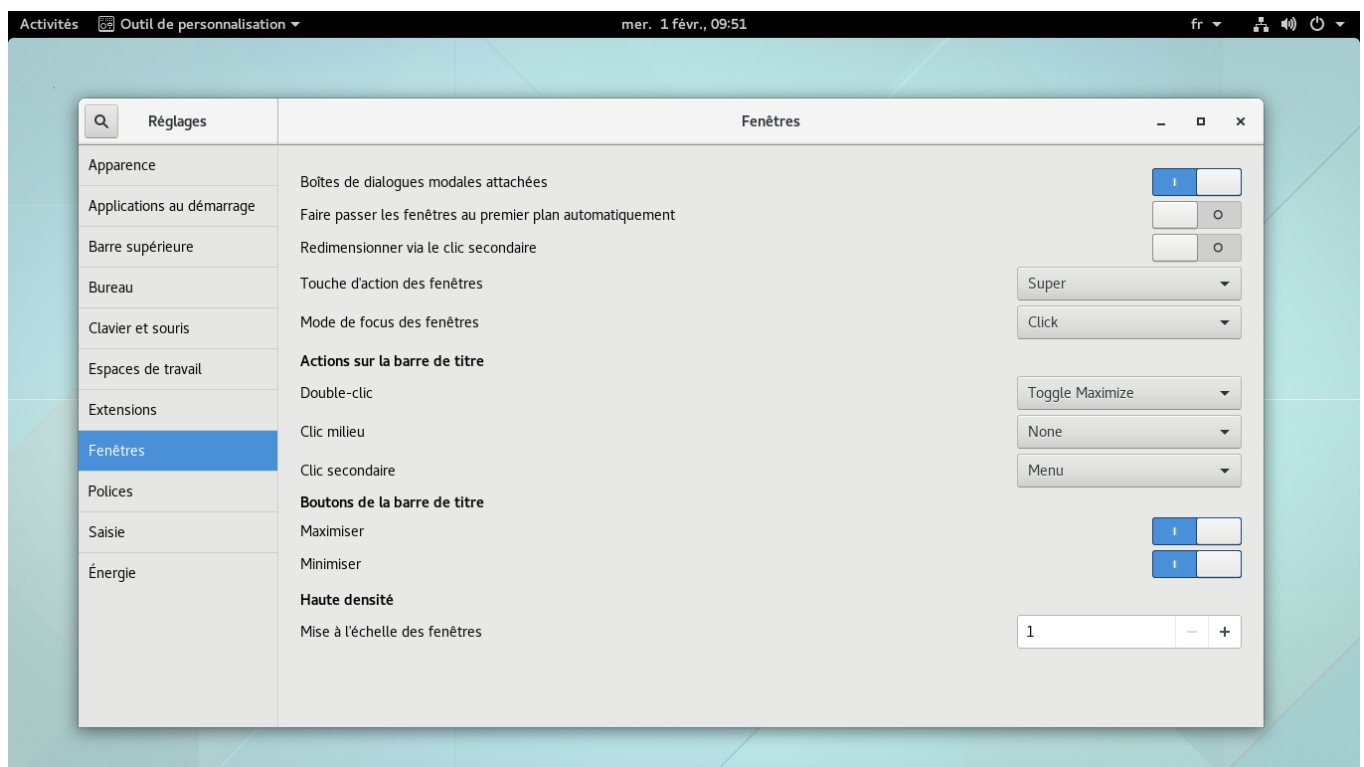 Activités Outil de personnalisation mer. 1 févr., 09:51 fr
Réglages Fenêtres
Apparence
Applications au démarrage
Barre supérieure
Bureau
Clavier et souris
Espaces de travail
Extensions
Fenêtres
Polices
Saisie
Énergie
Boîtes de dialogues modales attachées
Faire passer les fenêtres au premier plan automatiquement
Redimensionner via le clic secondaire
Touche d'action des fenêtres Super
Mode de focus des fenêtres Click
Actions sur la barre de titre
Double-clic Toggle Maximize
Clic milieu None
Clic secondaire Menu
Boutons de la barre de titre
Maximiser
Minimiser
Haute densité
Mise à l'échelle des fenêtres 1 − +